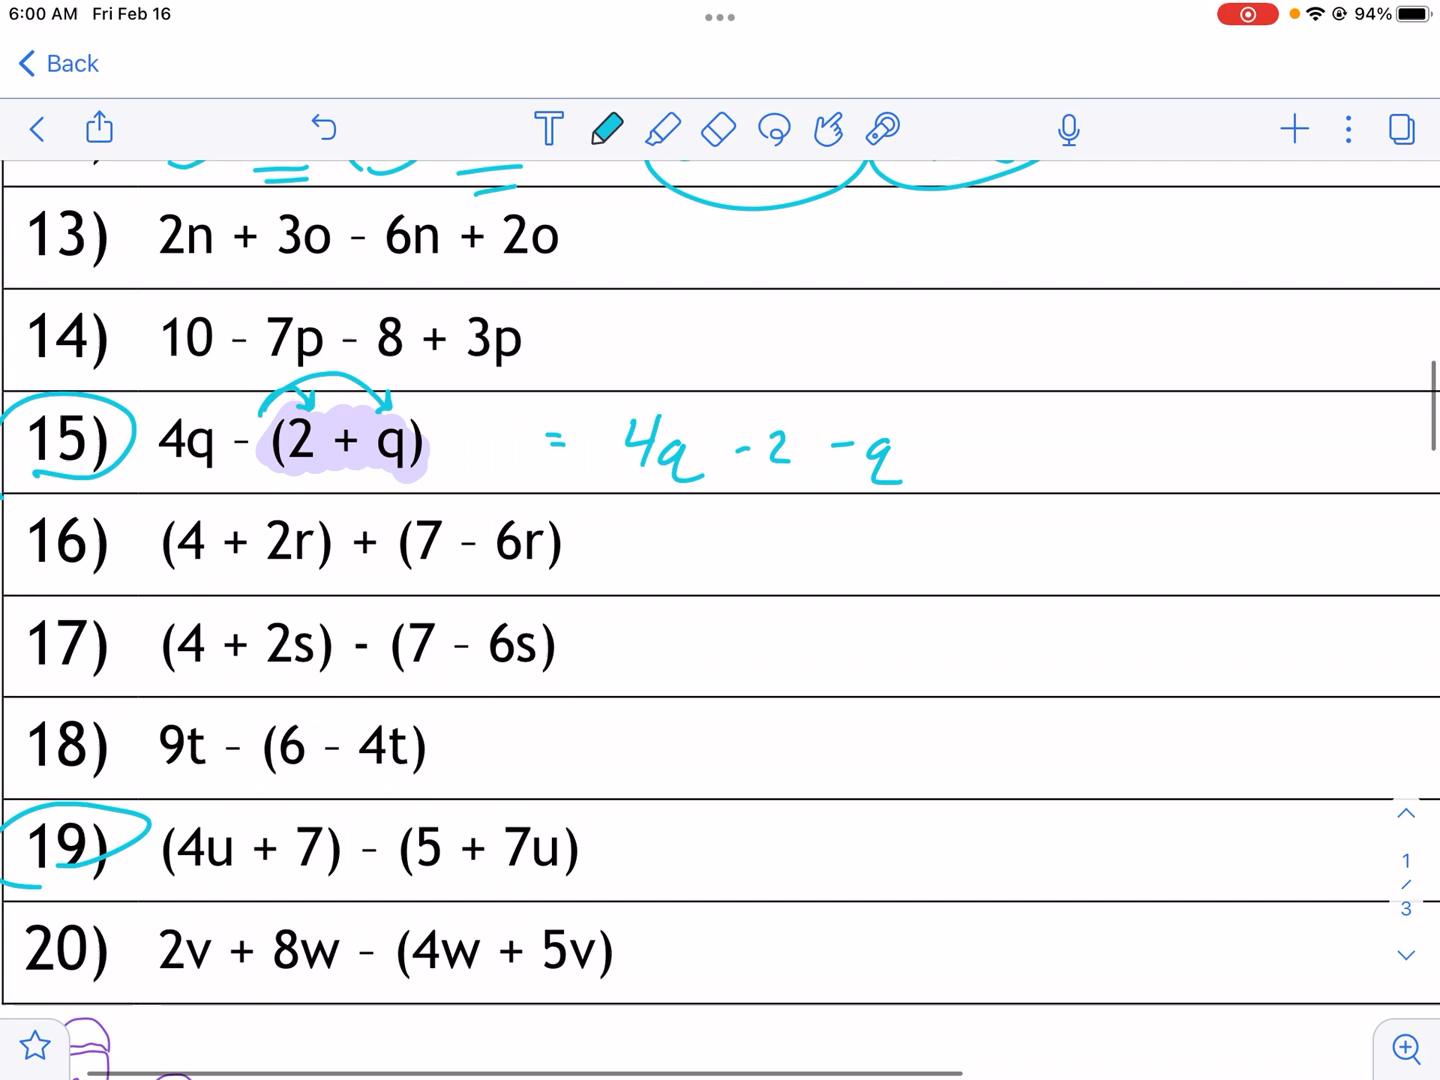 6:00 AM Fri Feb 16 94%
Back
13) 2n + 3o - 6n + 2o
14) 10 - 7p - 8 + 3p
15) 4q - (2 + q) = 4q - 2 - q
16) (4 + 2r) + (7 - 6r)
17) (4 + 2s) - (7 - 6s)
18) 9t - (6 - 4t)
19) (4u + 7) - (5 + 7u)
1
/
3
20) 2v + 8w - (4w + 5v)